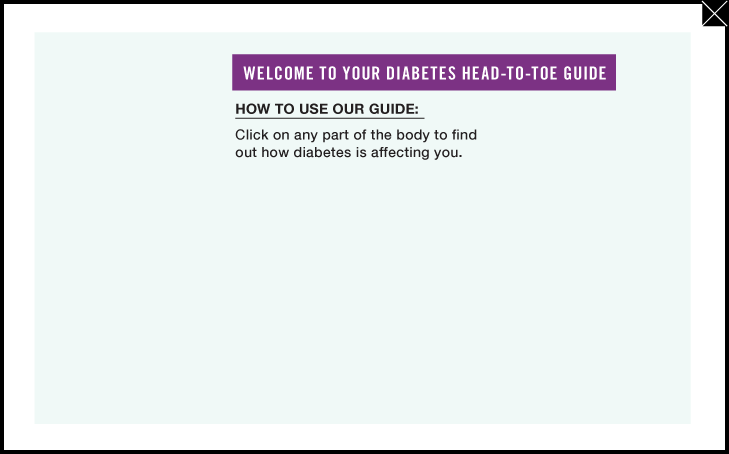 WELCOME TO YOUR DIABETES HEAD-TO-TOE GUIDE
HOW TO USE OUR GUIDE:
Click on any part of the body to find
out how diabetes is affecting you.